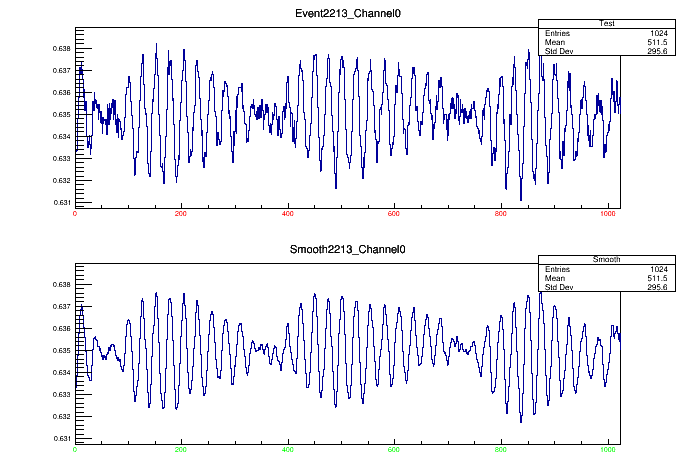 Event2213_Channel0
Test
Entries 1024
Mean 511.5
Std Dev 295.6
0.638
0.637
0.636
0.635
0.634
0.633
0.632
0.631
0 200 400 600 800 1000
Smooth2213_Channel0
Smooth
Entries 1024
Mean 511.5
Std Dev 295.6
0.638
0.637
0.636
0.635
0.634
0.633
0.632
0.631
0 200 400 600 800 1000